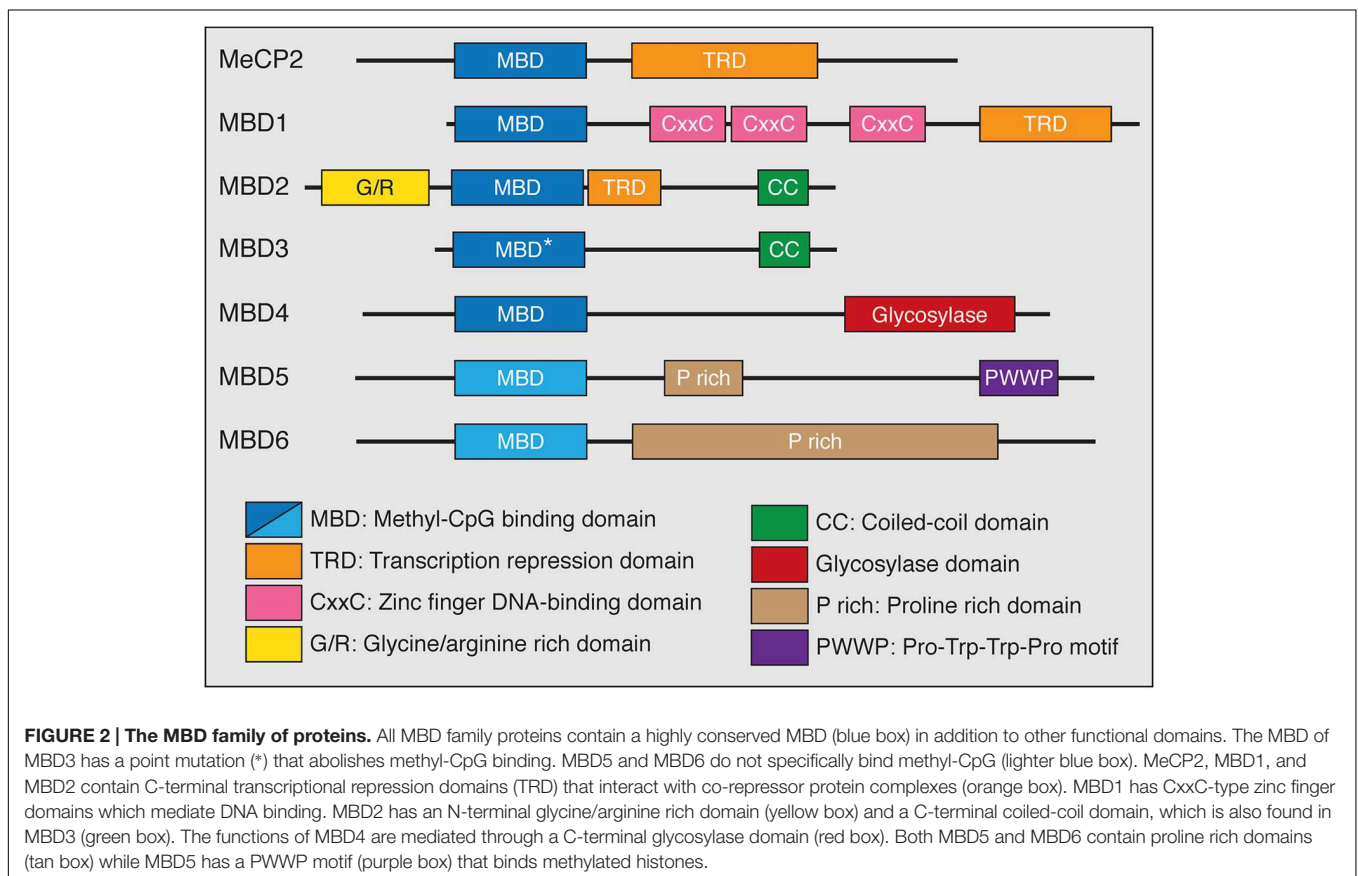 MeCP2 MBD TRD
MBD1 MBD CxxC CxxC CxxC TRD
MBD2 G/R MBD TRD CC
MBD3 MBD* CC
MBD4 MBD Glycosylase
MBD5 MBD P rich PWWP
MBD6 MBD P rich
MBD: Methyl-CpG binding domain
TRD: Transcription repression domain
CxxC: Zinc finger DNA-binding domain
G/R: Glycine/arginine rich domain
CC: Coiled-coil domain
Glycosylase domain
P rich: Proline rich domain
PWWP: Pro-Trp-Trp-Pro motif
FIGURE 2 | The MBD family of proteins. All MBD family proteins contain a highly conserved MBD (blue box) in addition to other functional domains. The MBD of
MBD3 has a point mutation (*) that abolishes methyl-CpG binding. MBD5 and MBD6 do not specifically bind methyl-CpG (lighter blue box). MeCP2, MBD1, and
MBD2 contain C-terminal transcriptional repression domains (TRD) that interact with co-repressor protein complexes (orange box). MBD1 has CxxC-type zinc finger
domains which mediate DNA binding. MBD2 has an N-terminal glycine/arginine rich domain (yellow box) and a C-terminal coiled-coil domain, which is also found in
MBD3 (green box). The functions of MBD4 are mediated through a C-terminal glycosylase domain (red box). Both MBD5 and MBD6 contain proline rich domains
(tan box) while MBD5 has a PWWP motif (purple box) that binds methylated histones.